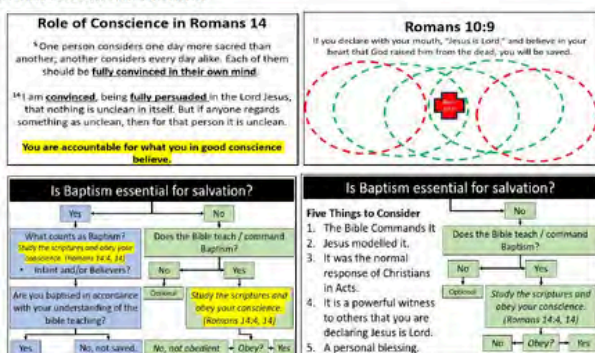 Role of Conscience in Romans 14
⁵ One person considers one day more sacred than
another; another considers every day alike. Each of them
should be fully convinced in their own mind.
¹⁴ I am convinced, being fully persuaded in the Lord Jesus,
that nothing is unclean in itself. But if anyone regards
something as unclean, then for that person it is unclean.
You are accountable for what you in good conscience
believe.
Romans 10:9
If you declare with your mouth, "Jesus is Lord," and believe in your
heart that God raised him from the dead, you will be saved.
Is Baptism essential for salvation?
Yes
No
What counts as Baptism?
Study the scriptures and obey your
conscience. (Romans 14:4, 14)
• Infant and/or Believers?
Does the Bible teach / command
Baptism?
No
Yes
Are you baptised in accordance
with your understanding of the
bible teaching?
Optional
Study the scriptures and
obey your conscience.
(Romans 14:4, 14)
Yes
No, not saved.
No, not obedient
Obey?
Yes
Is Baptism essential for salvation?
Five Things to Consider
1. The Bible Commands It
2. Jesus modelled it.
3. It was the normal
response of Christians
in Acts.
4. It is a powerful witness
to others that you are
declaring Jesus is Lord.
5. A personal blessing.
No
Does the Bible teach / command
Baptism?
No
Yes
Optional
Study the scriptures and
obey your conscience.
(Romans 14:4, 14)
No
Obey?
Yes